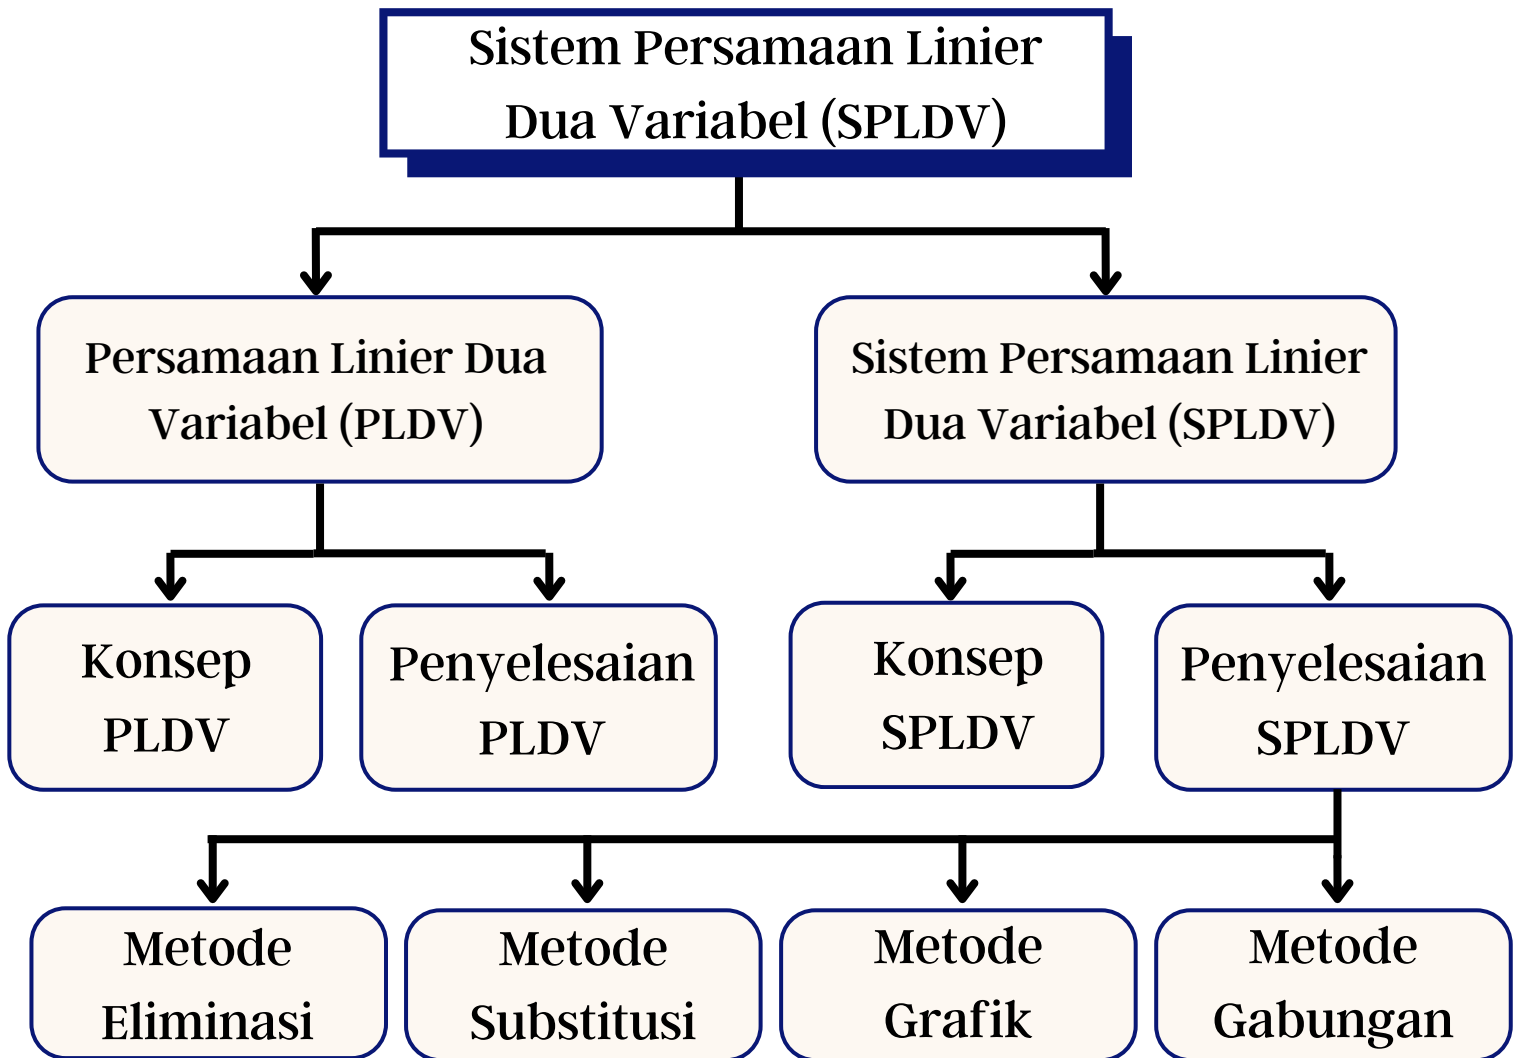 Sistem Persamaan Linier
Dua Variabel (SPLDV)
Persamaan Linier Dua
Variabel (PLDV)
Sistem Persamaan Linier
Dua Variabel (SPLDV)
Konsep
PLDV
Penyelesaian
PLDV
Konsep
SPLDV
Penyelesaian
SPLDV
Metode
Eliminasi
Metode
Substitusi
Metode
Grafik
Metode
Gabungan